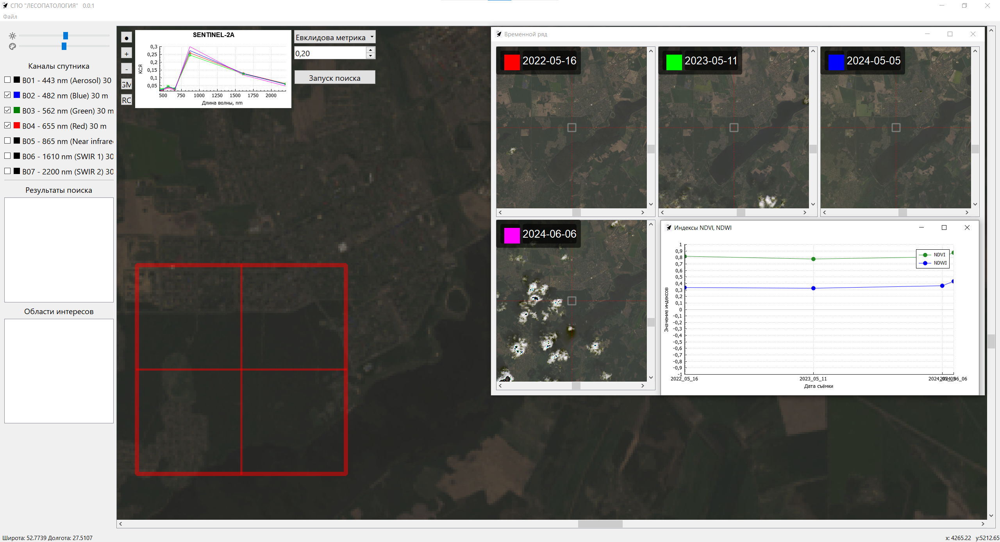 СПО "ЛЕСОПАТОЛОГИЯ" 0.0.1
Файл
Каналы спутника
B01 - 443 nm (Aerosol) 30
B02 - 482 nm (Blue) 30 m
B03 - 562 nm (Green) 30 m
B04 - 655 nm (Red) 30 m
B05 - 865 nm (Near infrare
B06 - 1610 nm (SWIR 1) 30
B07 - 2200 nm (SWIR 2) 30
Результаты поиска
Области интересов
+
-
GM
RC
SENTINEL-2A
КСЯ
0,3
0,25
0,2
0,15
0,1
0,05
500 750 1000 1250 1500 1750 2000
Длина волны, nm
Евклидова метрика
0,20
Запуск поиска
Временной ряд
2022-05-16
2023-05-11
2024-05-05
2024-06-06
Индексы NDVI, NDWI
NDVI
NDWI
Значение индексов
1
0,9
0,8
0,7
0,6
0,5
0,4
0,3
0,2
0,1
0
-0,1
-0,2
-0,3
-0,4
-0,5
-0,6
-0,7
-0,8
-0,9
-1
2022_05_16 2023_05_11
Дата съёмки
Широта: 52.7739 Долгота: 27.5107
x: 4265.22 y:5212.65